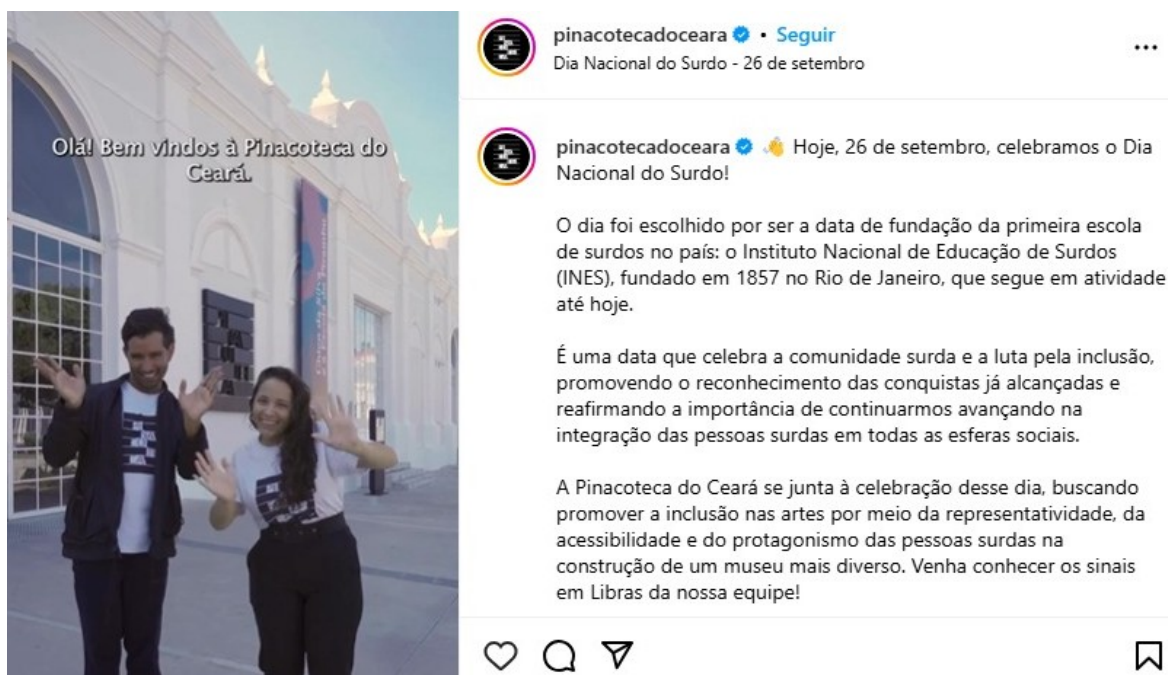 Olá! Bem vindos à Pinacoteca do
Ceará.
pinacotecadoceara • Seguir
Dia Nacional do Surdo - 26 de setembro
pinacotecadoceara 👏 Hoje, 26 de setembro, celebramos o Dia
Nacional do Surdo!
O dia foi escolhido por ser a data de fundação da primeira escola
de surdos no país: o Instituto Nacional de Educação de Surdos
(INES), fundado em 1857 no Rio de Janeiro, que segue em atividade
até hoje.
É uma data que celebra a comunidade surda e a luta pela inclusão,
promovendo o reconhecimento das conquistas já alcançadas e
reafirmando a importância de continuarmos avançando na
integração das pessoas surdas em todas as esferas sociais.
A Pinacoteca do Ceará se junta à celebração desse dia, buscando
promover a inclusão nas artes por meio da representatividade, da
acessibilidade e do protagonismo das pessoas surdas na
construção de um museu mais diverso. Venha conhecer os sinais
em Libras da nossa equipe!